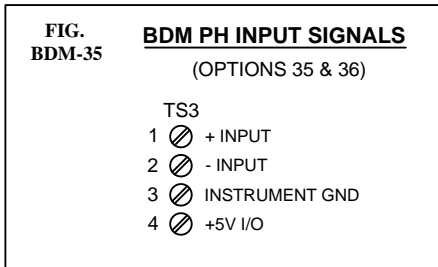 FIG.
BDM-35
BDM PH INPUT SIGNALS
(OPTIONS 35 & 36)
TS3
1 + INPUT
2 - INPUT
3 INSTRUMENT GND
4 +5V I/O